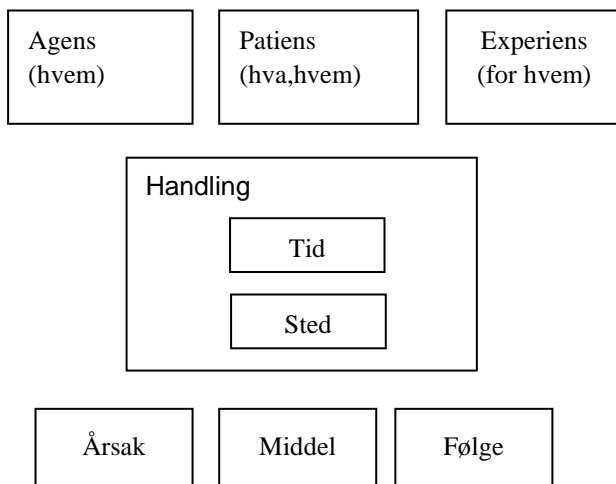 Agens
(hvem)
Patiens
(hva,hvem)
Experiens
(for hvem)
Handling
Tid
Sted
Årsak
Middel
Følge